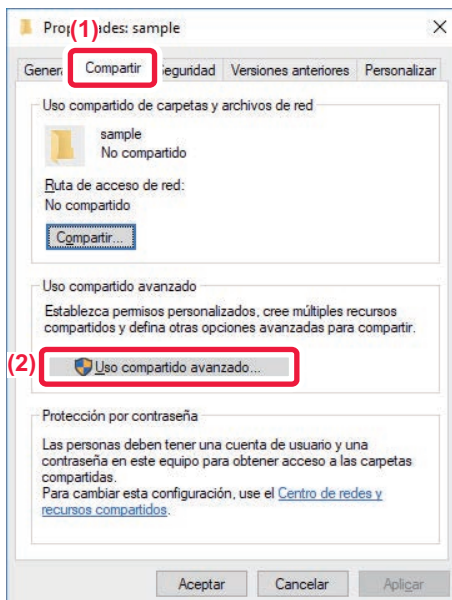 Prop
ades: sample
(1)
Genera
Compartir
Seguridad
Versiones anteriores
Personalizar
Uso compartido de carpetas y archivos de red
sample
No compartido
Ruta de acceso de red:
No compartido
Compartir...
Uso compartido avanzado
Establezca permisos personalizados, cree múltiples recursos
compartidos y defina otras opciones avanzadas para compartir.
(2)
Uso compartido avanzado...
Protección por contraseña
Las personas deben tener una cuenta de usuario y una
contraseña en este equipo para obtener acceso a las carpetas
compartidas.
Para cambiar esta configuración, use el Centro de redes y
recursos compartidos.
Aceptar
Cancelar
Aplicar